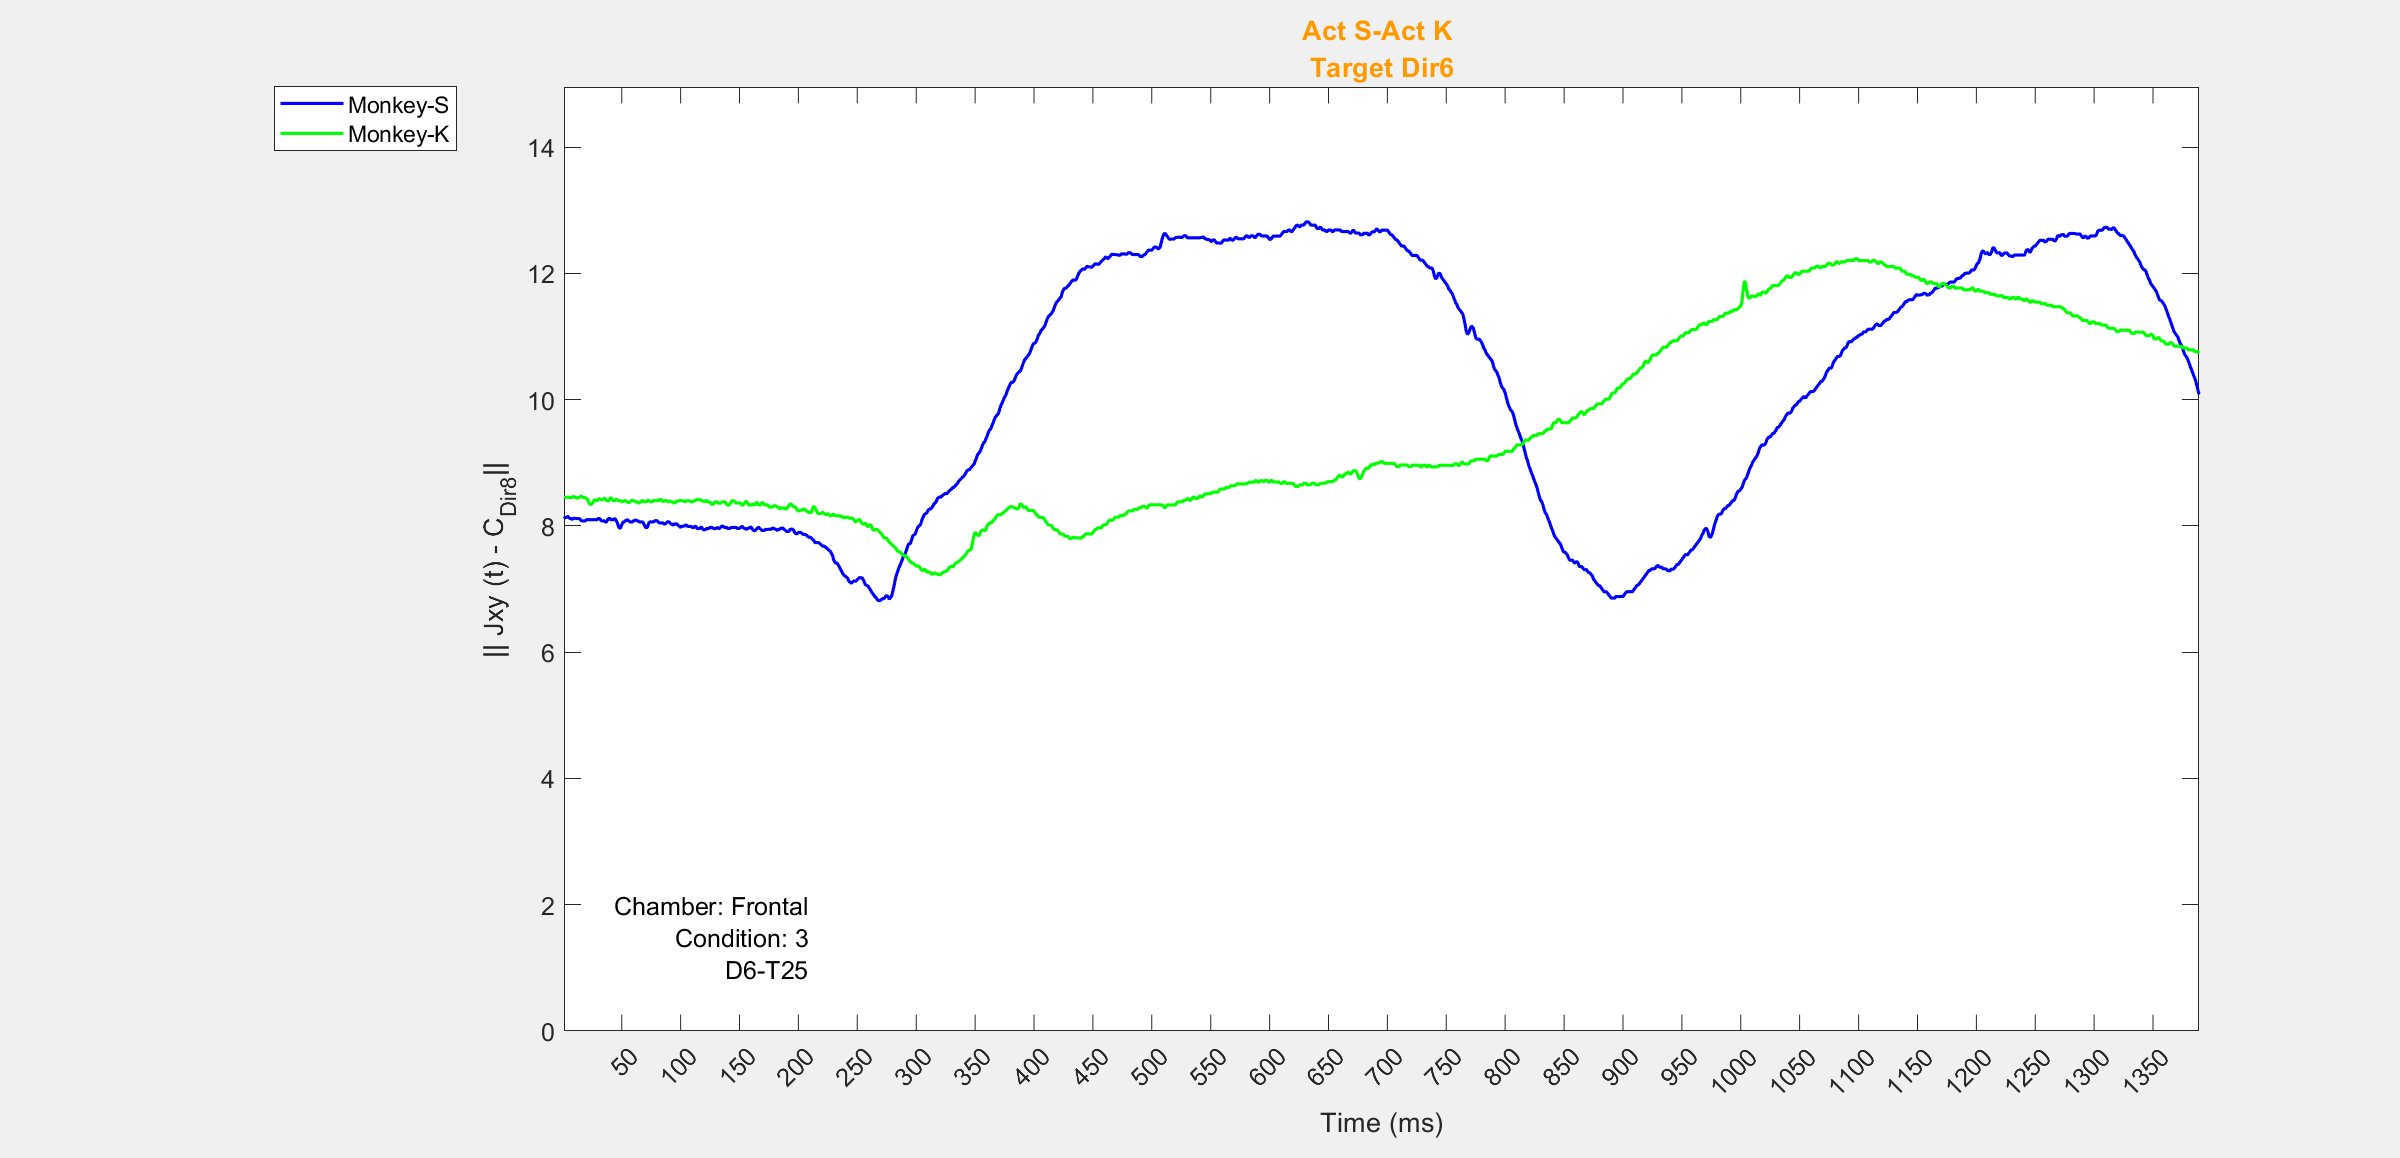 Act S-Act K
Target Dir6
Monkey-S
Monkey-K
14
12
10
8
6
4
2
0
|| Jxy (t) - C_Dir8||
Chamber: Frontal
Condition: 3
D6-T25
50 100 150 200 250 300 350 400 450 500 550 600 650 700 750 800 850 900 950 1000 1050 1100 1150 1200 1250 1300 1350
Time (ms)